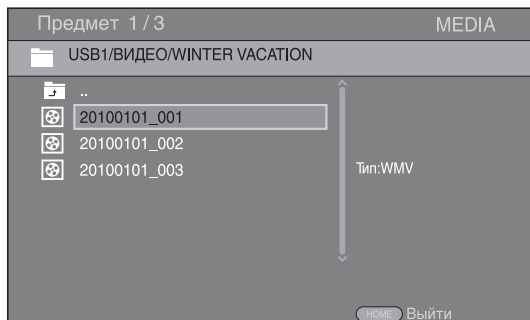 Предмет 1/3 MEDIA
USB1/ВИДЕО/WINTER VACATION
..
20100101_001
20100101_002
20100101_003
Тип:WMV
HOME Выйти